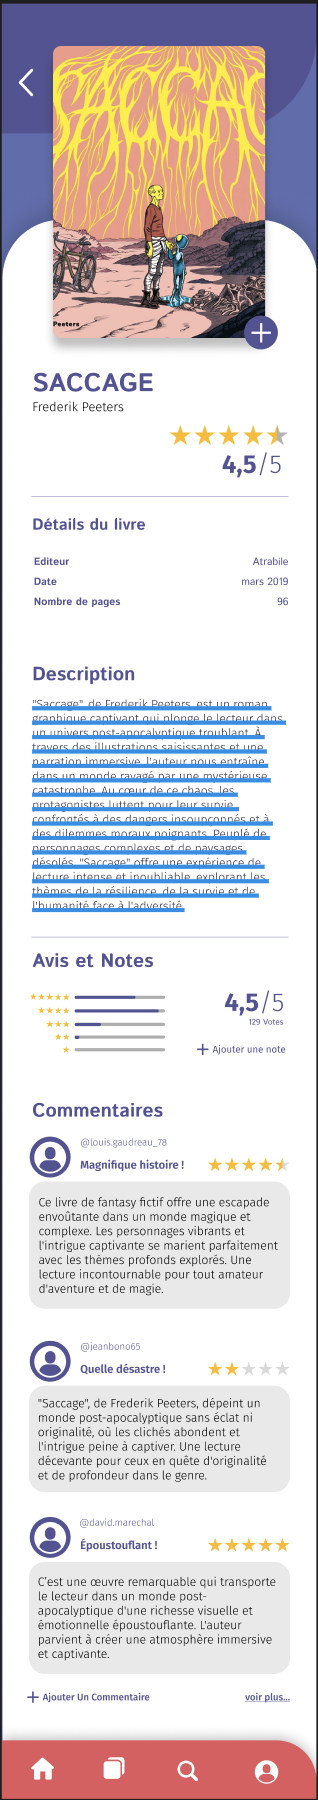 SACCAG
Peeters
SACCAGE
Frederik Peeters
4,5/5
Détails du livre
Editeur Atrabile
Date mars 2019
Nombre de pages 96
Description
"Saccage", de Frederik Peeters, est un roman
graphique captivant qui plonge le lecteur dans
un univers post-apocalyptique troublant. À
travers des illustrations saisissantes et une
narration immersive, l'auteur nous entraîne
dans un monde ravagé par une mystérieuse
catastrophe. Au cœur de ce chaos, les
protagonistes luttent pour leur survie,
confrontés à des dangers insoupçonnés et à
des dilemmes moraux poignants. Peuplé de
personnages complexes et de paysages
désolés, "Saccage" offre une expérience de
lecture intense et inoubliable, explorant les
thèmes de la résilience, de la survie et de
l'humanité face à l'adversité.
Avis et Notes
4,5/5
129 Votes
+ Ajouter une note
Commentaires
@louis.gaudreau_78
Magnifique histoire !
Ce livre de fantasy fictif offre une escapade
envoûtante dans un monde magique et
complexe. Les personnages vibrants et
l'intrigue captivante se marient parfaitement
avec les thèmes profonds explorés. Une
lecture incontournable pour tout amateur
d'aventure et de magie.
@jeanbono65
Quelle désastre !
"Saccage", de Frederik Peeters, dépeint un
monde post-apocalyptique sans éclat ni
originalité, où les clichés abondent et
l'intrigue peine à captiver. Une lecture
décevante pour ceux en quête d'originalité
et de profondeur dans le genre.
@david.marechal
Époustouflant !
C'est une œuvre remarquable qui transporte
le lecteur dans un monde post-
apocalyptique d'une richesse visuelle et
émotionnelle époustouflante. L'auteur
parvient à créer une atmosphère immersive
et captivante.
+ Ajouter Un Commentaire voir plus...